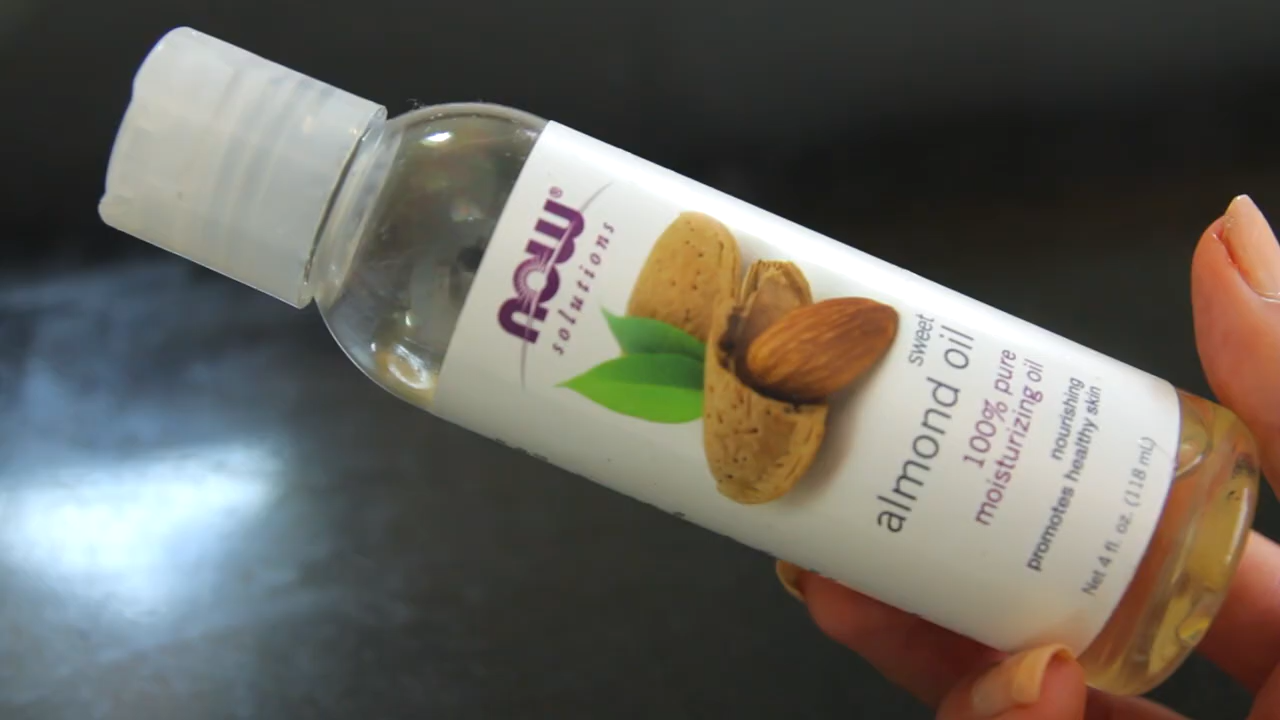 NOW®
solutions
sweet
almond oil
100% pure
moisturizing oil
nourishing
promotes healthy skin
Net 4 fl. oz. (118 mL)